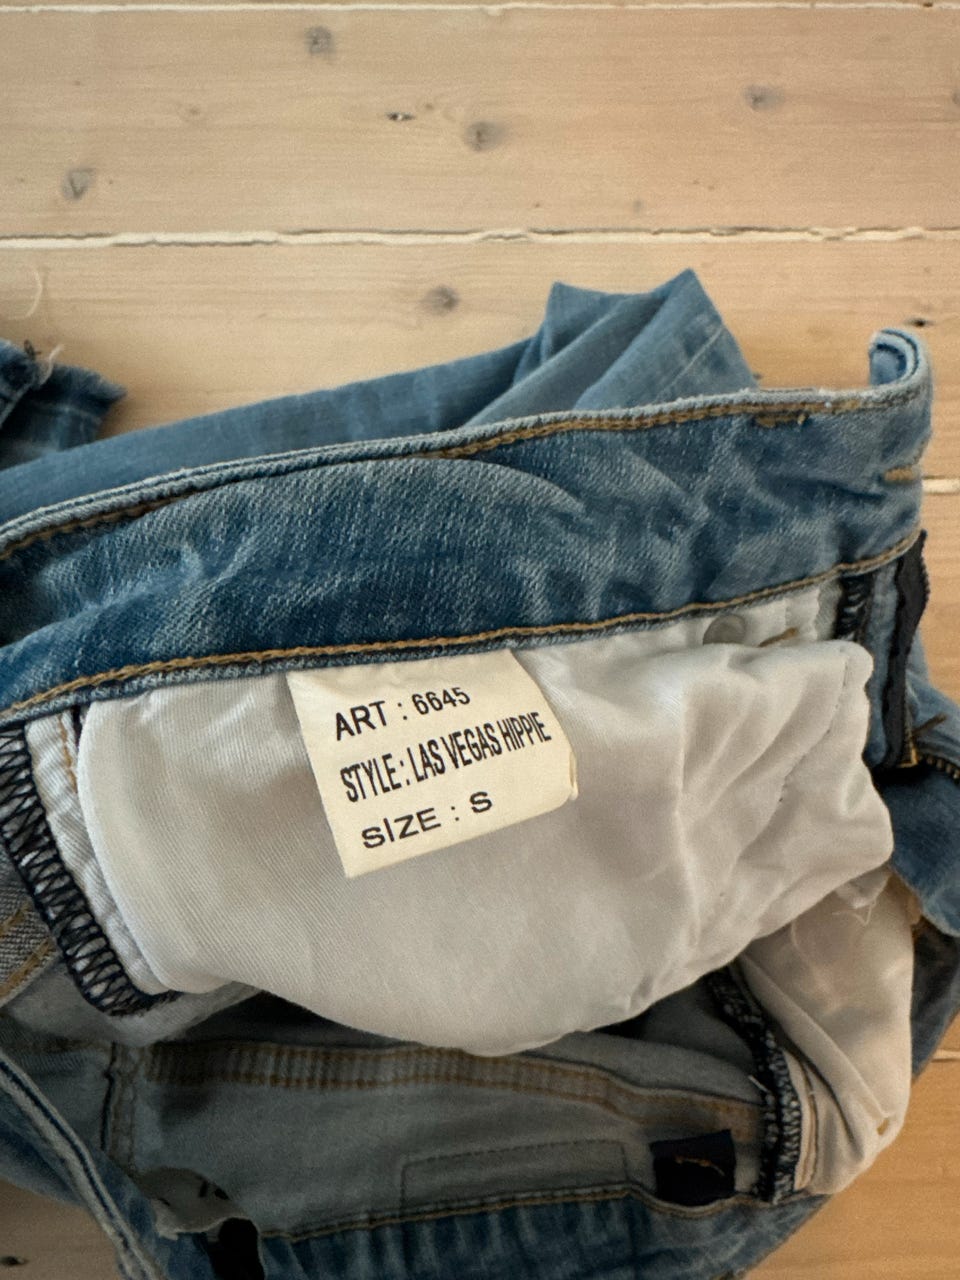 ART : 6645
STYLE : LAS VEGAS HIPPIE
SIZE : S